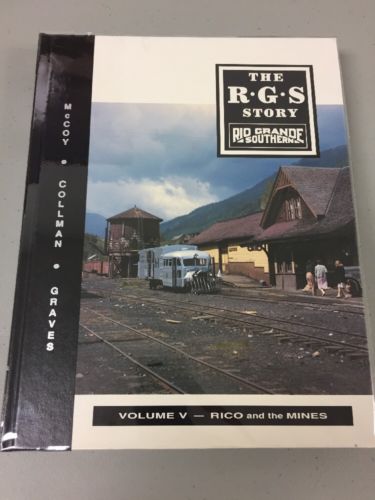 THE
R·G·S
STORY
RIO GRANDE
SOUTHERN
McCOY • COLLMAN • GRAVES
VOLUME V — RICO and the MINES